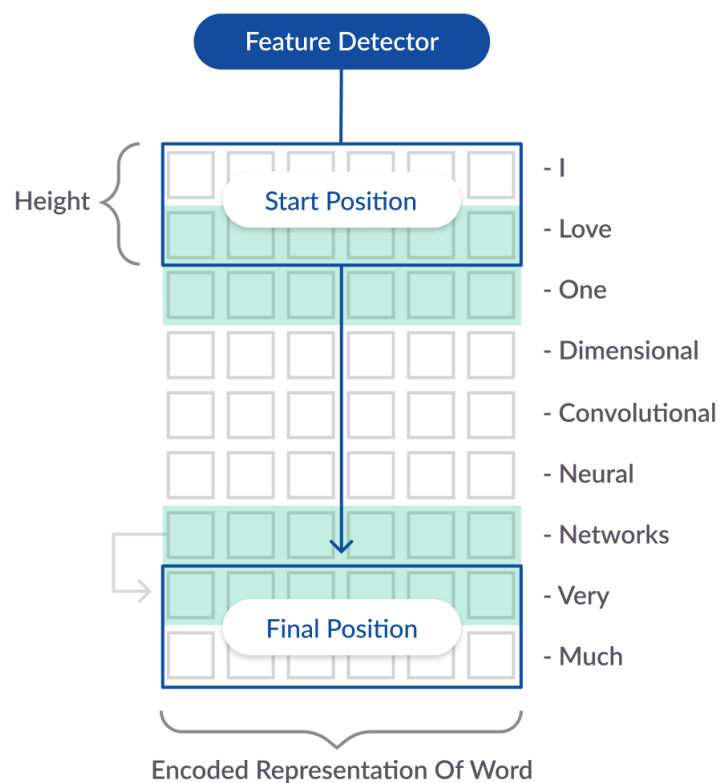 Feature Detector
Height
Start Position
- I
- Love
- One
- Dimensional
- Convolutional
- Neural
- Networks
- Very
Final Position
- Much
Encoded Representation Of Word